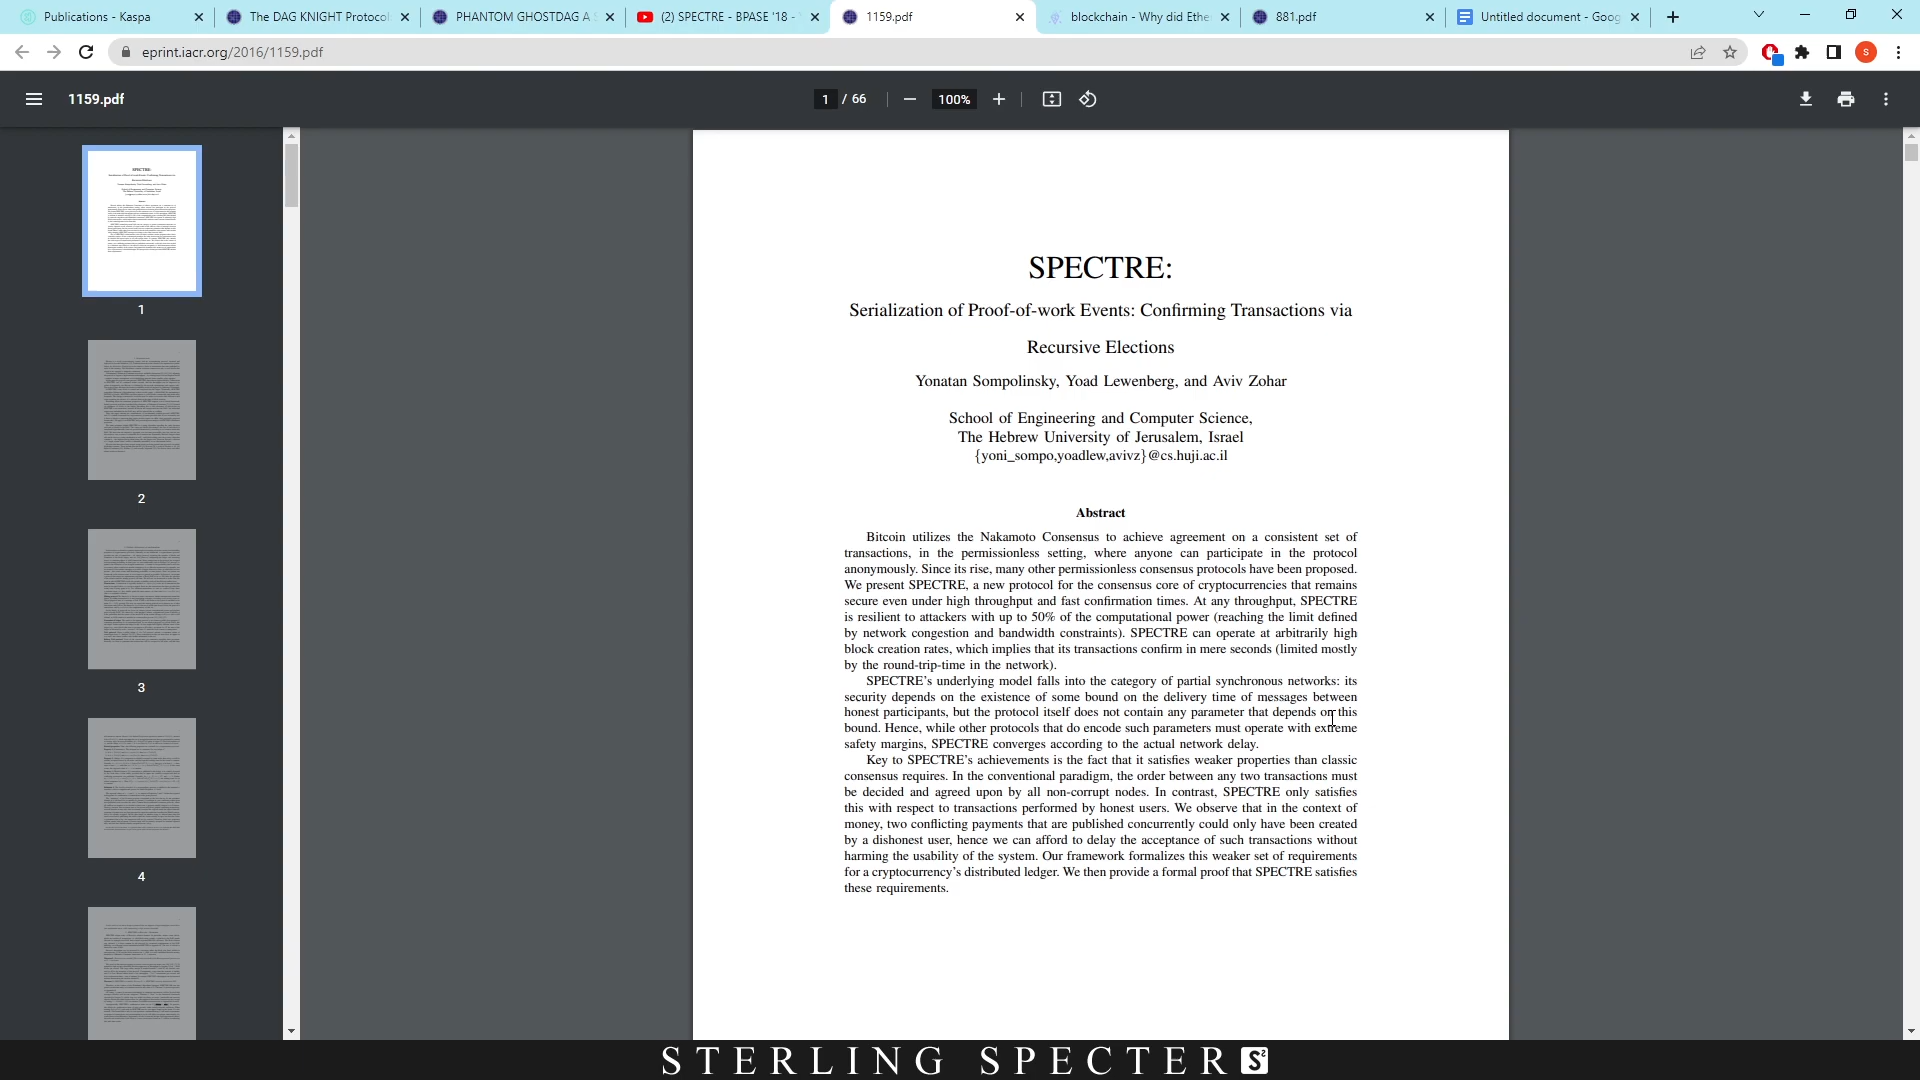 Publications - Kaspa
The DAG KNIGHT Protocol
PHANTOM GHOSTDAG A S
(2) SPECTRE - BPASE '18 -
1159.pdf
blockchain - Why did Ethe
881.pdf
Untitled document - Goog
eprint.iacr.org/2016/1159.pdf
S
1159.pdf
1 / 66
100%
1
2
3
4
SPECTRE:
Serialization of Proof-of-work Events: Confirming Transactions via
Recursive Elections
Yonatan Sompolinsky, Yoad Lewenberg, and Aviv Zohar
School of Engineering and Computer Science,
The Hebrew University of Jerusalem, Israel
{yoni_sompo,yoadlew,avivz}@cs.huji.ac.il
Abstract
Bitcoin utilizes the Nakamoto Consensus to achieve agreement on a consistent set of
transactions, in the permissionless setting, where anyone can participate in the protocol
anonymously. Since its rise, many other permissionless consensus protocols have been proposed.
We present SPECTRE, a new protocol for the consensus core of cryptocurrencies that remains
secure even under high throughput and fast confirmation times. At any throughput, SPECTRE
is resilient to attackers with up to 50% of the computational power (reaching the limit defined
by network congestion and bandwidth constraints). SPECTRE can operate at arbitrarily high
block creation rates, which implies that its transactions confirm in mere seconds (limited mostly
by the round-trip-time in the network).
SPECTRE's underlying model falls into the category of partial synchronous networks: its
security depends on the existence of some bound on the delivery time of messages between
honest participants, but the protocol itself does not contain any parameter that depends on this
bound. Hence, while other protocols that do encode such parameters must operate with extreme
safety margins, SPECTRE converges according to the actual network delay.
Key to SPECTRE's achievements is the fact that it satisfies weaker properties than classic
consensus requires. In the conventional paradigm, the order between any two transactions must
be decided and agreed upon by all non-corrupt nodes. In contrast, SPECTRE only satisfies
this with respect to transactions performed by honest users. We observe that in the context of
money, two conflicting payments that are published concurrently could only have been created
by a dishonest user, hence we can afford to delay the acceptance of such transactions without
harming the usability of the system. Our framework formalizes this weaker set of requirements
for a cryptocurrency's distributed ledger. We then provide a formal proof that SPECTRE satisfies
these requirements.
STERLING SPECTER S²